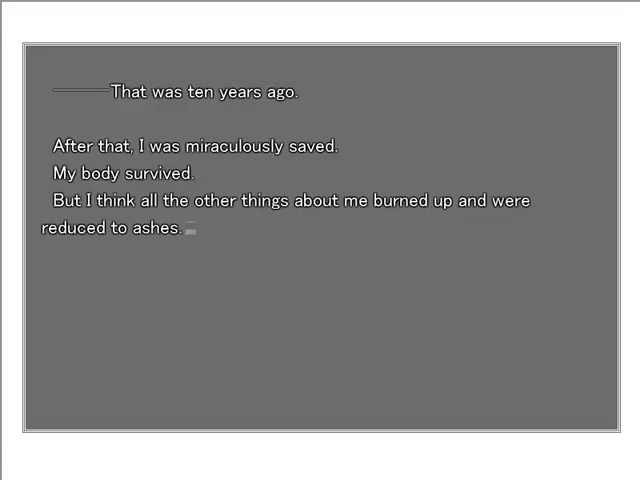 ────That was ten years ago.
After that, I was miraculously saved.
My body survived.
But I think all the other things about me burned up and were
reduced to ashes.